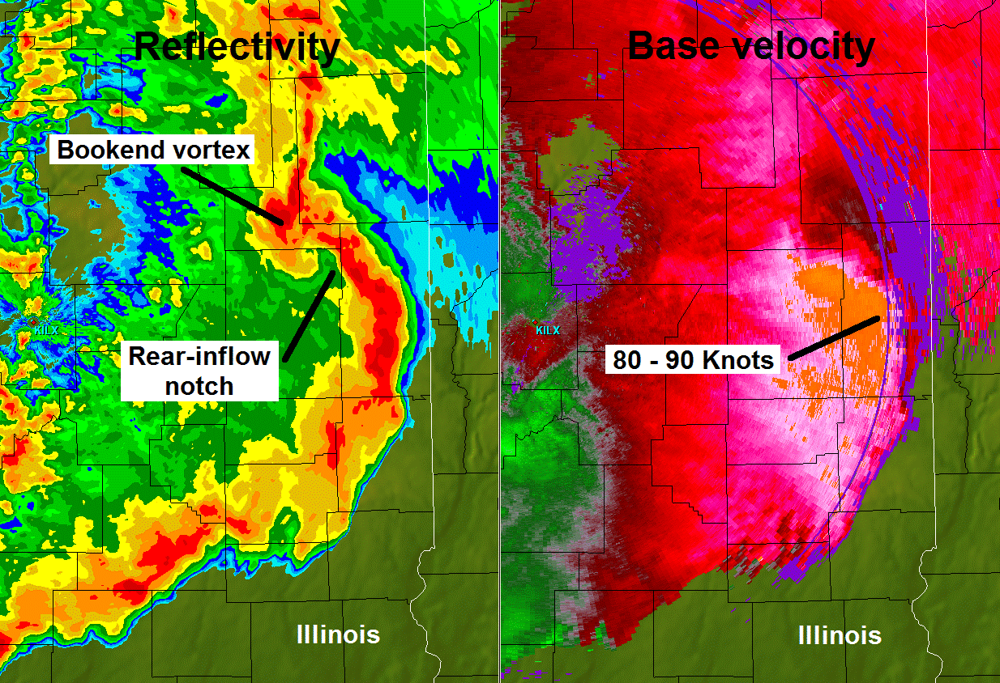 Reflectivity
Bookend vortex
Rear-inflow
notch
KILX
Illinois
Base velocity
KILX
80 - 90 Knots
Illinois